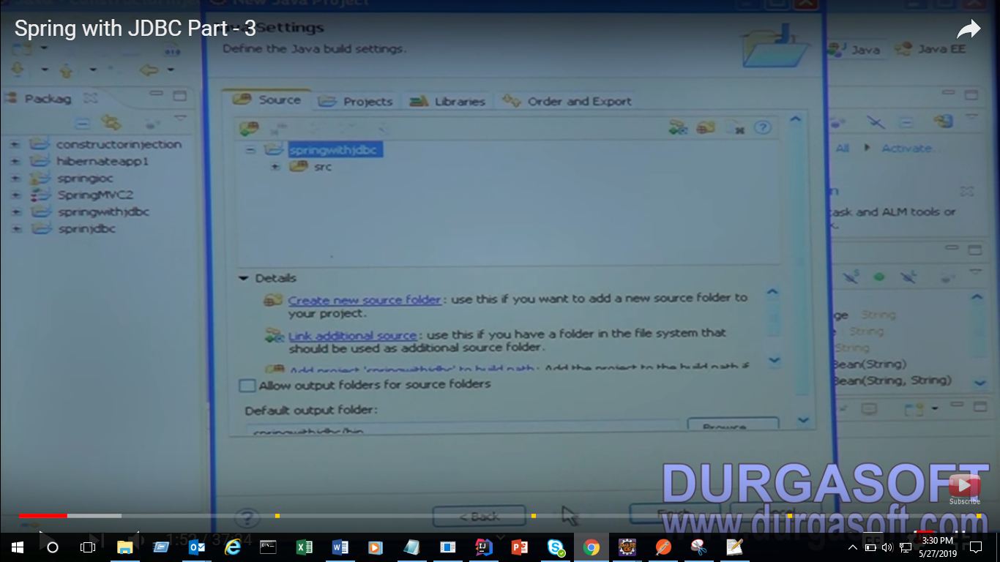 New Java Project
Spring with JDBC Part - 3
Settings
Define the Java build settings.
Java
Java EE
Packag
Source
Projects
Libraries
Order and Export
constructorinjection
hibernateapp1
springioc
SpringMVC2
springwithjdbc
sprinjdbc
springwithjdbc
src
All
Activate...
task and ALM tools or
Details
Create new source folder: use this if you want to add a new source folder to
your project.
Link additional source: use this if you have a folder in the file system that
should be used as additional source folder.
Add project 'springwithjdbc' to build path: Add the project to the build path if
Allow output folders for source folders
Default output folder:
springwithjdbc/bin
Browse...
String
String
String
Bean(String)
Bean(String, String)
< Back
Finish
Cancel
DURGASOFT
www.durgasoft.com
Subscribe
1:52 / 37:34
CC
3:30 PM
5/27/2019